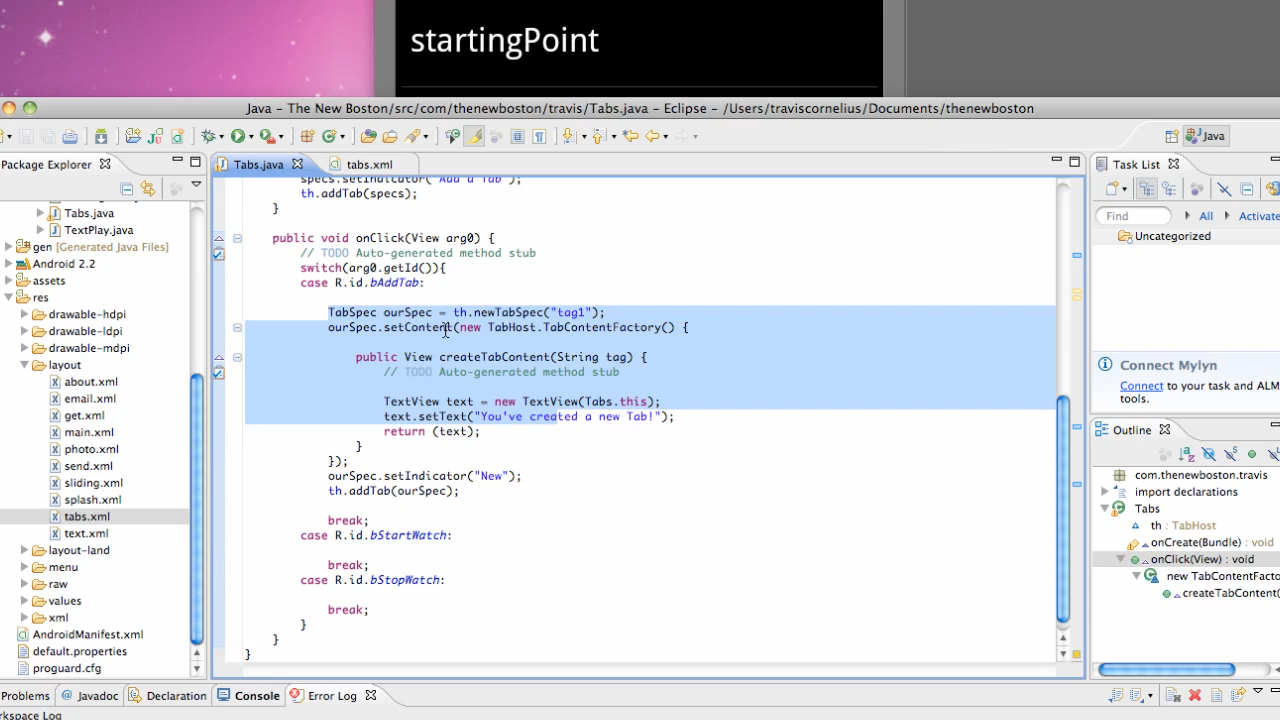 startingPoint
Java – The New Boston/src/com/thenewboston/travis/Tabs.java – Eclipse – /Users/traviscornelius/Documents/thenewboston
Java
Package Explorer
Tabs.java
tabs.xml
Task List
Find
All
Activate
Uncategorized
Tabs.java
TextPlay.java
gen [Generated Java Files]
Android 2.2
assets
res
drawable-hdpi
drawable-ldpi
drawable-mdpi
layout
about.xml
email.xml
get.xml
main.xml
photo.xml
send.xml
sliding.xml
splash.xml
tabs.xml
text.xml
layout-land
menu
raw
values
xml
AndroidManifest.xml
default.properties
proguard.cfg
specs.setIndicator("Add a Tab");
th.addTab(specs);
}
public void onClick(View arg0) {
// TODO Auto-generated method stub
switch(arg0.getId()){
case R.id.bAddTab:
TabSpec ourSpec = th.newTabSpec("tag1");
ourSpec.setContent(new TabHost.TabContentFactory() {
public View createTabContent(String tag) {
// TODO Auto-generated method stub
TextView text = new TextView(Tabs.this);
text.setText("You've created a new Tab!");
return (text);
}
});
ourSpec.setIndicator("New");
th.addTab(ourSpec);
break;
case R.id.bStartWatch:
break;
case R.id.bStopWatch:
break;
}
}
}
Connect Mylyn
Connect to your task and ALM
Outline
com.thenewboston.travis
import declarations
Tabs
th : TabHost
onCreate(Bundle) : void
onClick(View) : void
new TabContentFacto
createTabContent(
Problems
Javadoc
Declaration
Console
Error Log
Workspace Log